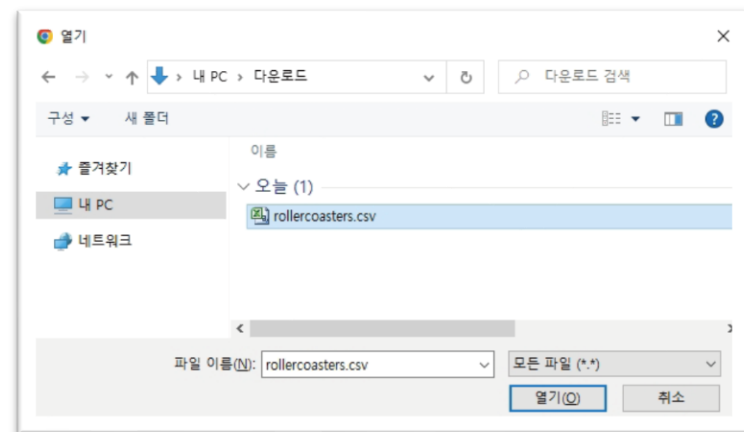 열기
내 PC > 다운로드
다운로드 검색
구성
새 폴더
즐겨찾기
내 PC
네트워크
이름
오늘 (1)
rollercoasters.csv
파일 이름(N): rollercoasters.csv
모든 파일 (*.*)
열기(O)
취소